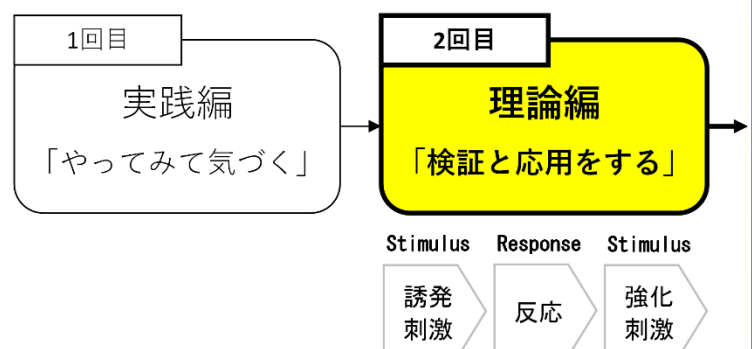 1回目
実践編
「やってみて気づく」
2回目
理論編
「検証と応用をする」
Stimulus
Response
Stimulus
誘発
刺激
反応
強化
刺激